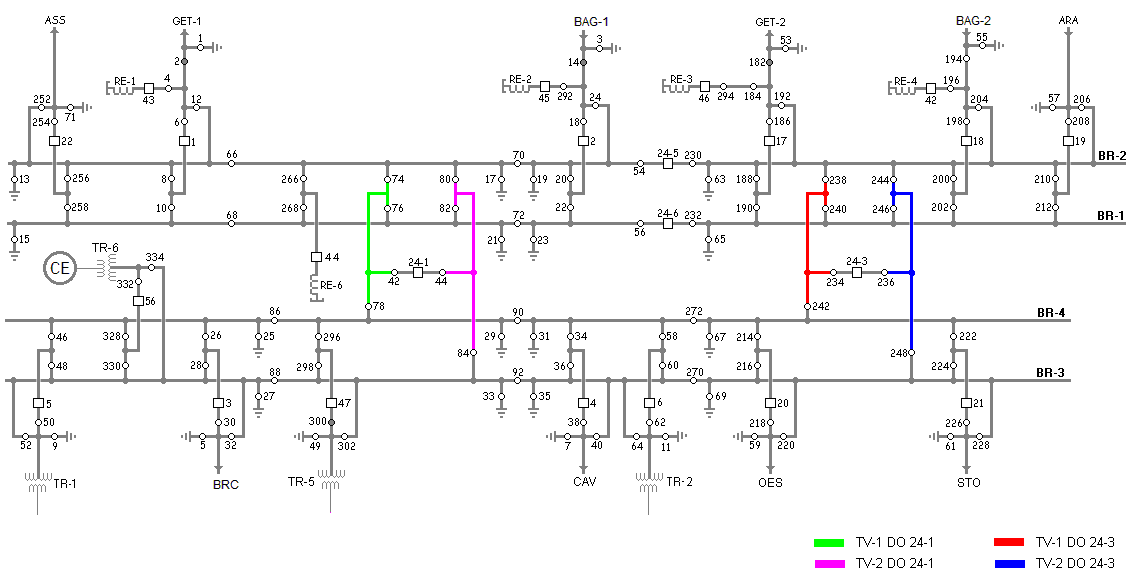 ASS GET-1 BAG-1 GET-2 BAG-2 ARA
1 3 53 55
2 14 182 194
RE-1 4 RE-2 RE-3 RE-4 196
43 45 292 46 294 184 42
252 12 24 192 204 57 206
71
254 6 18 186 198 208
22 1 2 17 18 19
66 70 24-5 230 BR-2
54
13 256 8 266 74 80 17 19 20 63 188 238 244 200 210
258 10 268 76 82 22 190 240 246 202 212
68 72 24-6 232 BR-1
56
15 21 23 65
TR-6 334 44 24-1 24-3
CE 332 42 44 234 236
56 RE-6
78 242
86 90 272 BR-4
46 328 26 25 296 29 31 34 58 67 214 222
84 248
48 330 28 298 36 60 216 224
88 92 270 BR-3
27 33 35 69
5 3 47 4 6 20 21
50 30 300 38 62 218 226
52 9 5 32 49 302 7 40 64 11 59 220 61 228
TR-1 BRC TR-5 CAV TR-2 OES STO
TV-1 DO 24-1 TV-1 DO 24-3
TV-2 DO 24-1 TV-2 DO 24-3